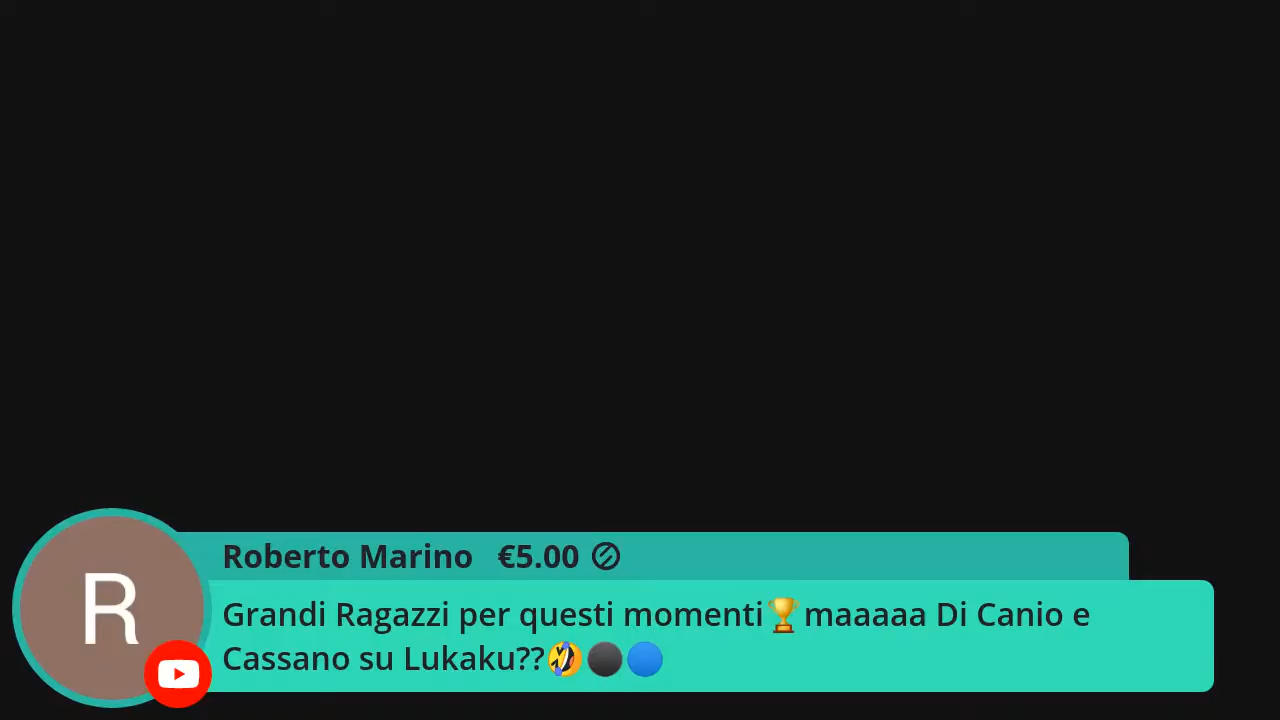 R
Roberto Marino €5.00
Grandi Ragazzi per questi momenti🏆maaaaa Di Canio e
Cassano su Lukaku??🤣⚫🔵